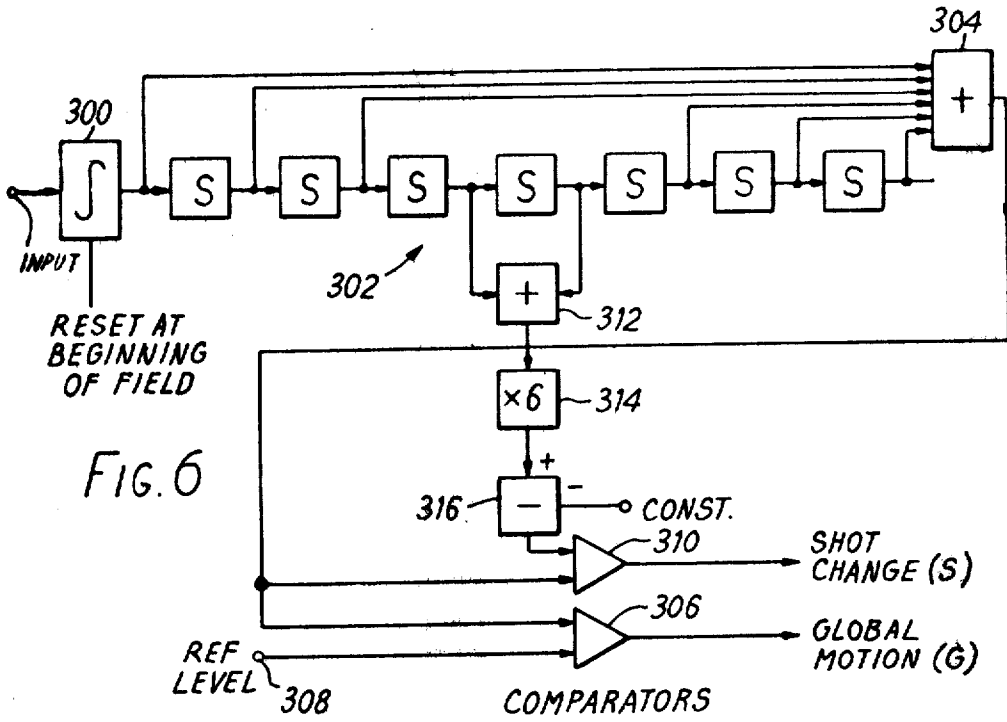 304
+
300
∫
S S S S S S S
INPUT
302
+
312
RESET AT
BEGINNING
OF FIELD
×6
314
FIG. 6
+
−
316
−
CONST.
310
SHOT
CHANGE (S)
306
GLOBAL
MOTION (G)
REF
LEVEL
308
COMPARATORS